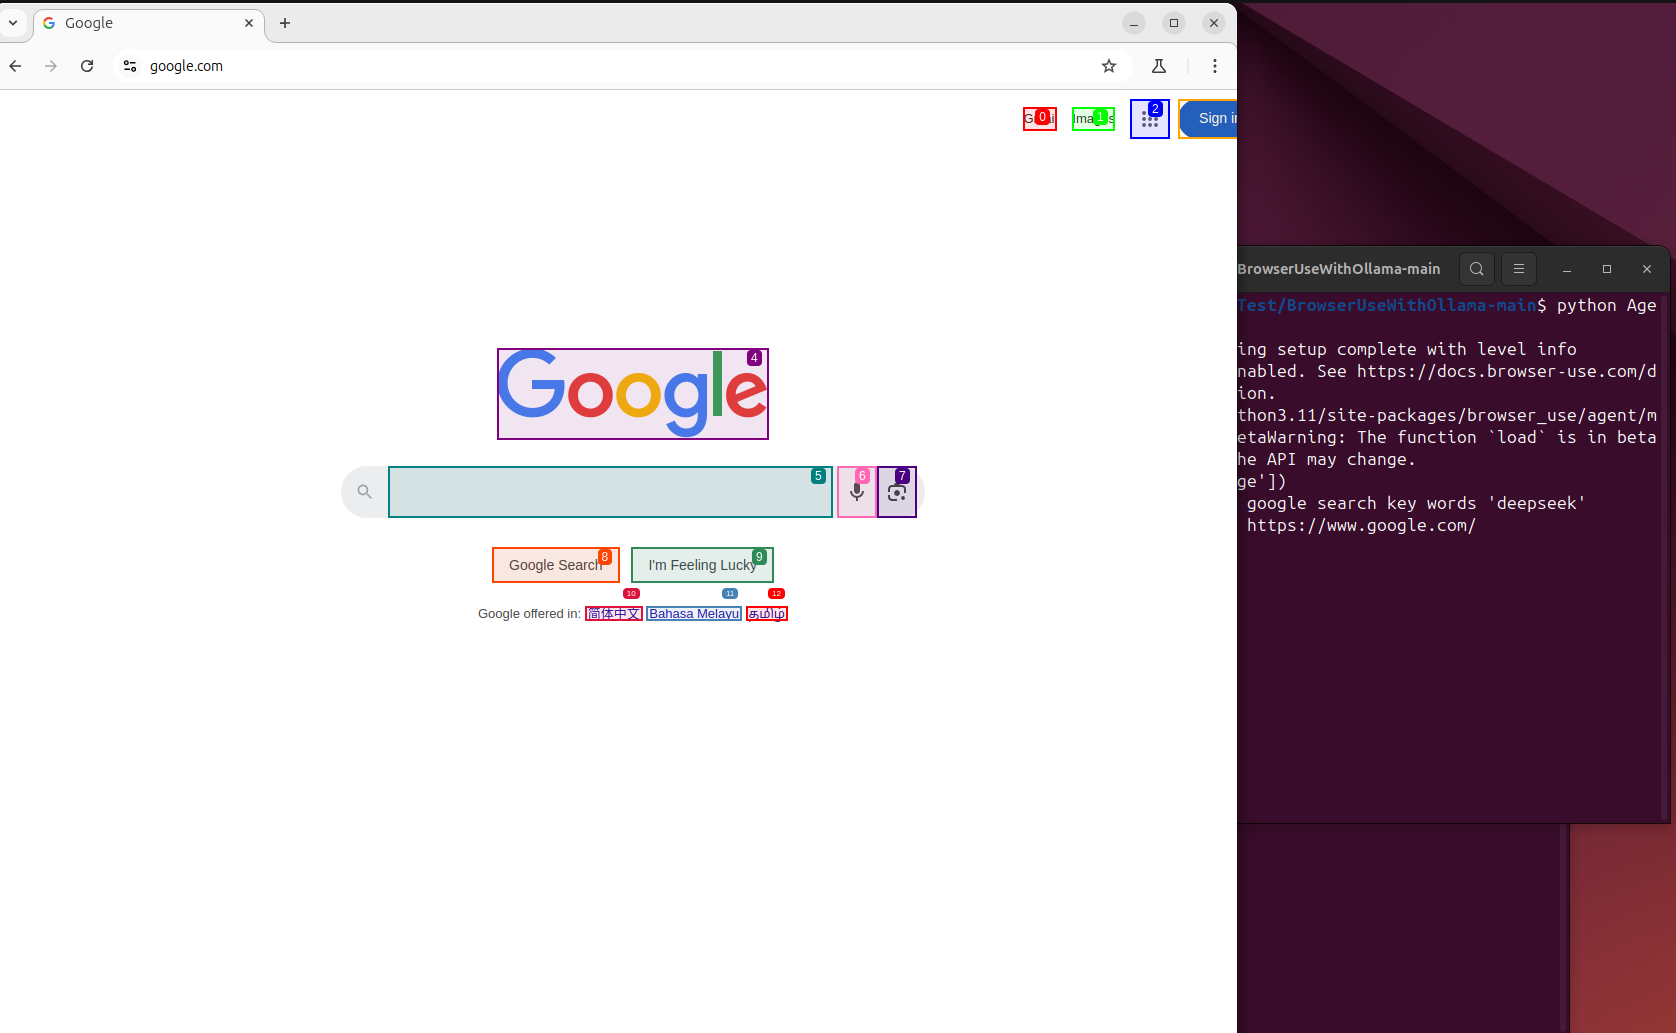 Google
google.com
0
1
2
Sign i
Google
4
5
6
7
Google Search
8
I'm Feeling Lucky
9
10
11
12
Google offered in: 简体中文 Bahasa Melayu தமிழ்
BrowserUseWithOllama-main
Test/BrowserUseWithOllama-main$ python Age
ing setup complete with level info
nabled. See https://docs.browser-use.com/d
ion.
thon3.11/site-packages/browser_use/agent/m
etaWarning: The function `load` is in beta
he API may change.
ge'])
google search key words 'deepseek'
https://www.google.com/